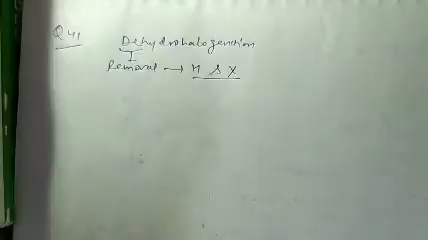 Q41
Dehydrohalogenation
Removal → H & X